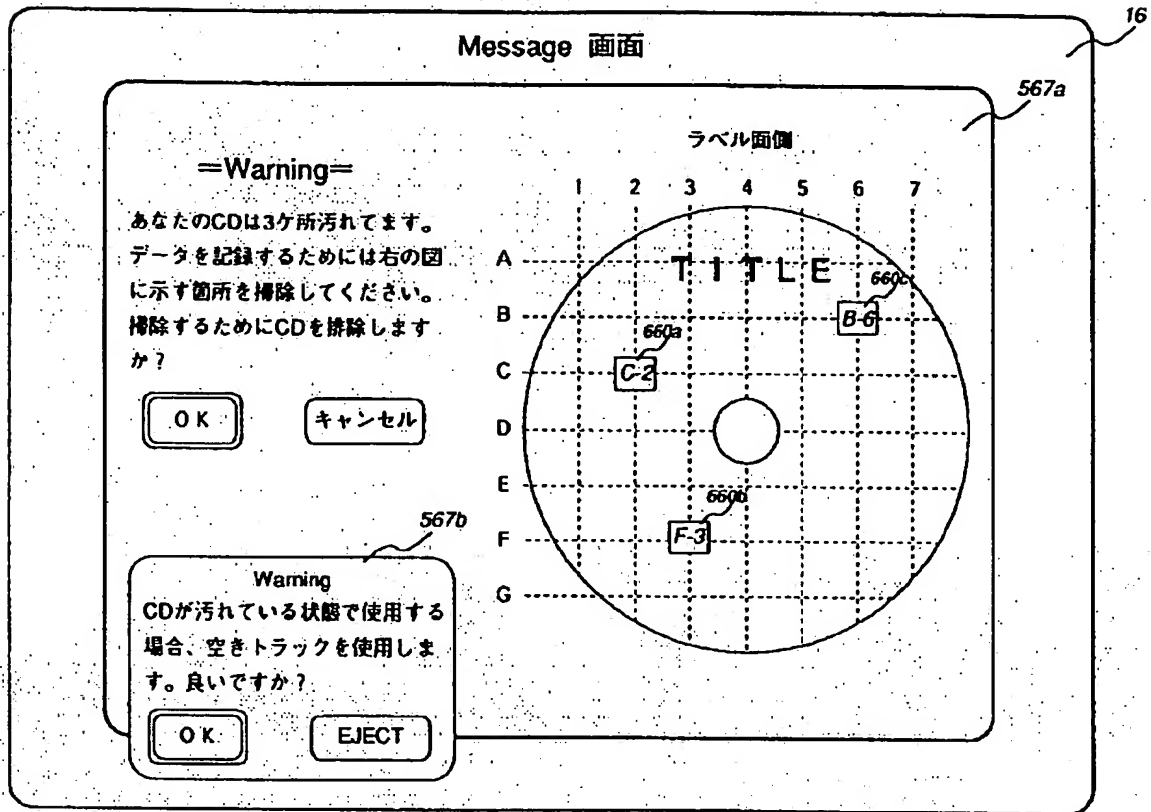 16
Message 画面
567a
=Warning=
あなたのCDは3ケ所汚れてます。
データを記録するためには右の図
に示す箇所を掃除してください。
掃除するためにCDを排除します
か？
OK
キャンセル
ラベル面側
1 2 3 4 5 6 7
A
B
C
D
E
F
G
TITLE
660c
B-6
660a
C-2
660b
F-3
567b
Warning
CDが汚れている状態で使用する
場合、空きトラックを使用しま
す。良いですか？
OK
EJECT